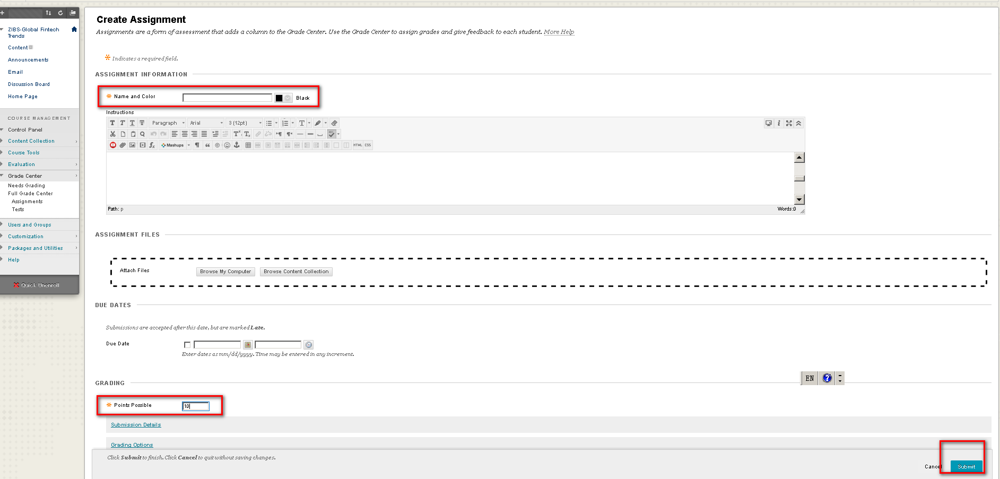 ZIBS-Global Fintech
Trends
Content
Announcements
Email
Discussion Board
Home Page
COURSE MANAGEMENT
Control Panel
Content Collection
Course Tools
Evaluation
Grade Center
Needs Grading
Full Grade Center
Assignments
Tests
Users and Groups
Customization
Packages and Utilities
Help
Quick Unenroll
Create Assignment
Assignments are a form of assessment that adds a column to the Grade Center. Use the Grade Center to assign grades and give feedback to each student. More Help
Indicates a required field.
ASSIGNMENT INFORMATION
Name and Color
Black
Instructions
T T T T Paragraph Arial 3 (12pt) T
Tx Tx ABC
fx Mashups HTML CSS
Path: p
Words:0
ASSIGNMENT FILES
Attach Files Browse My Computer Browse Content Collection
DUE DATES
Submissions are accepted after this date, but are marked Late.
Due Date
Enter dates as mm/dd/yyyy. Time may be entered in any increment.
EN ?
GRADING
Points Possible 10
Submission Details
Grading Options
Click Submit to finish. Click Cancel to quit without saving changes.
Cancel Submit